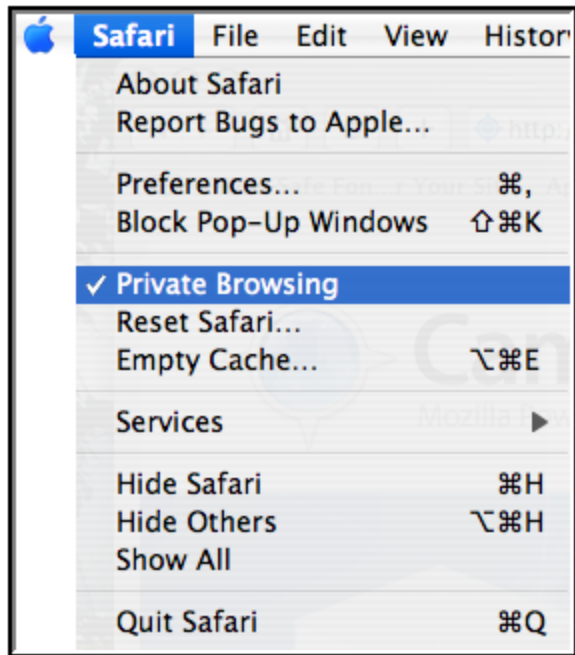 Safari File Edit View Histor
About Safari
Report Bugs to Apple...
Preferences... ⌘,
Block Pop-Up Windows ⇧⌘K
✓ Private Browsing
Reset Safari...
Empty Cache... ⌥⌘E
Services ▶
Hide Safari ⌘H
Hide Others ⌥⌘H
Show All
Quit Safari ⌘Q